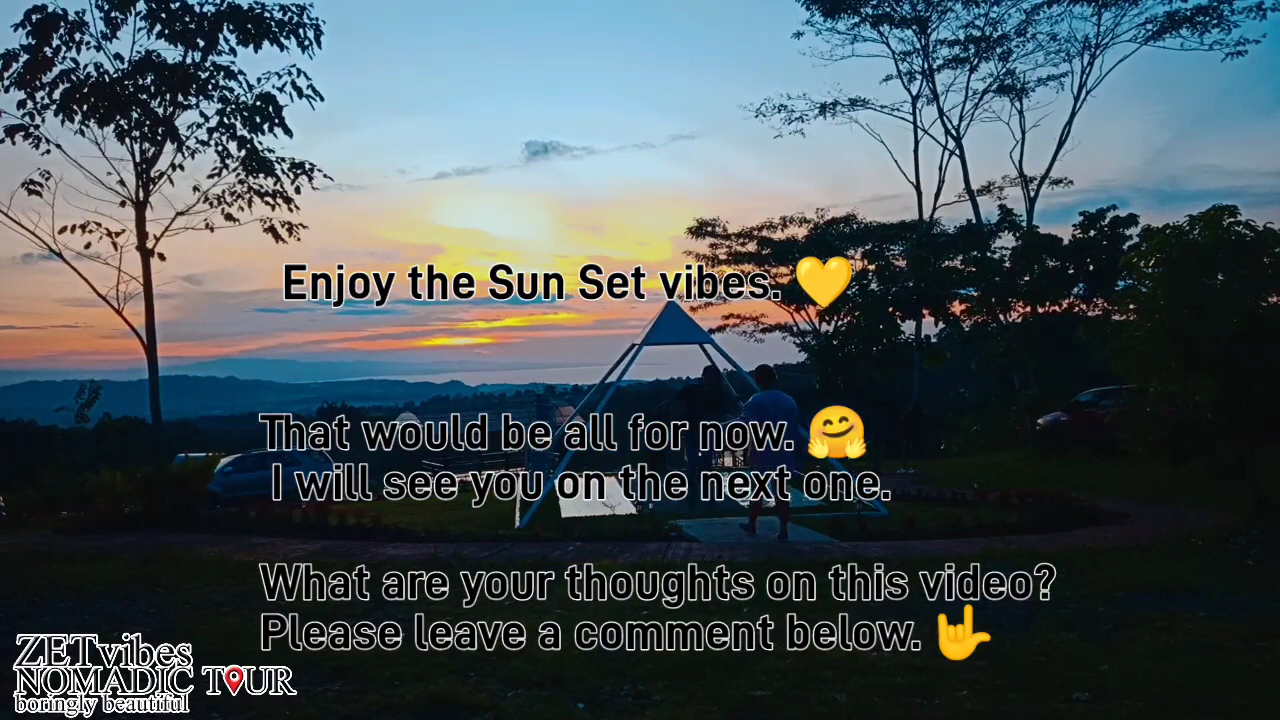 Enjoy the Sun Set vibes. 💛
That would be all for now. 🤗
I will see you on the next one.
What are your thoughts on this video?
Please leave a comment below. 🤟
ZETvibes
NOMADIC TOUR
boringly beautiful